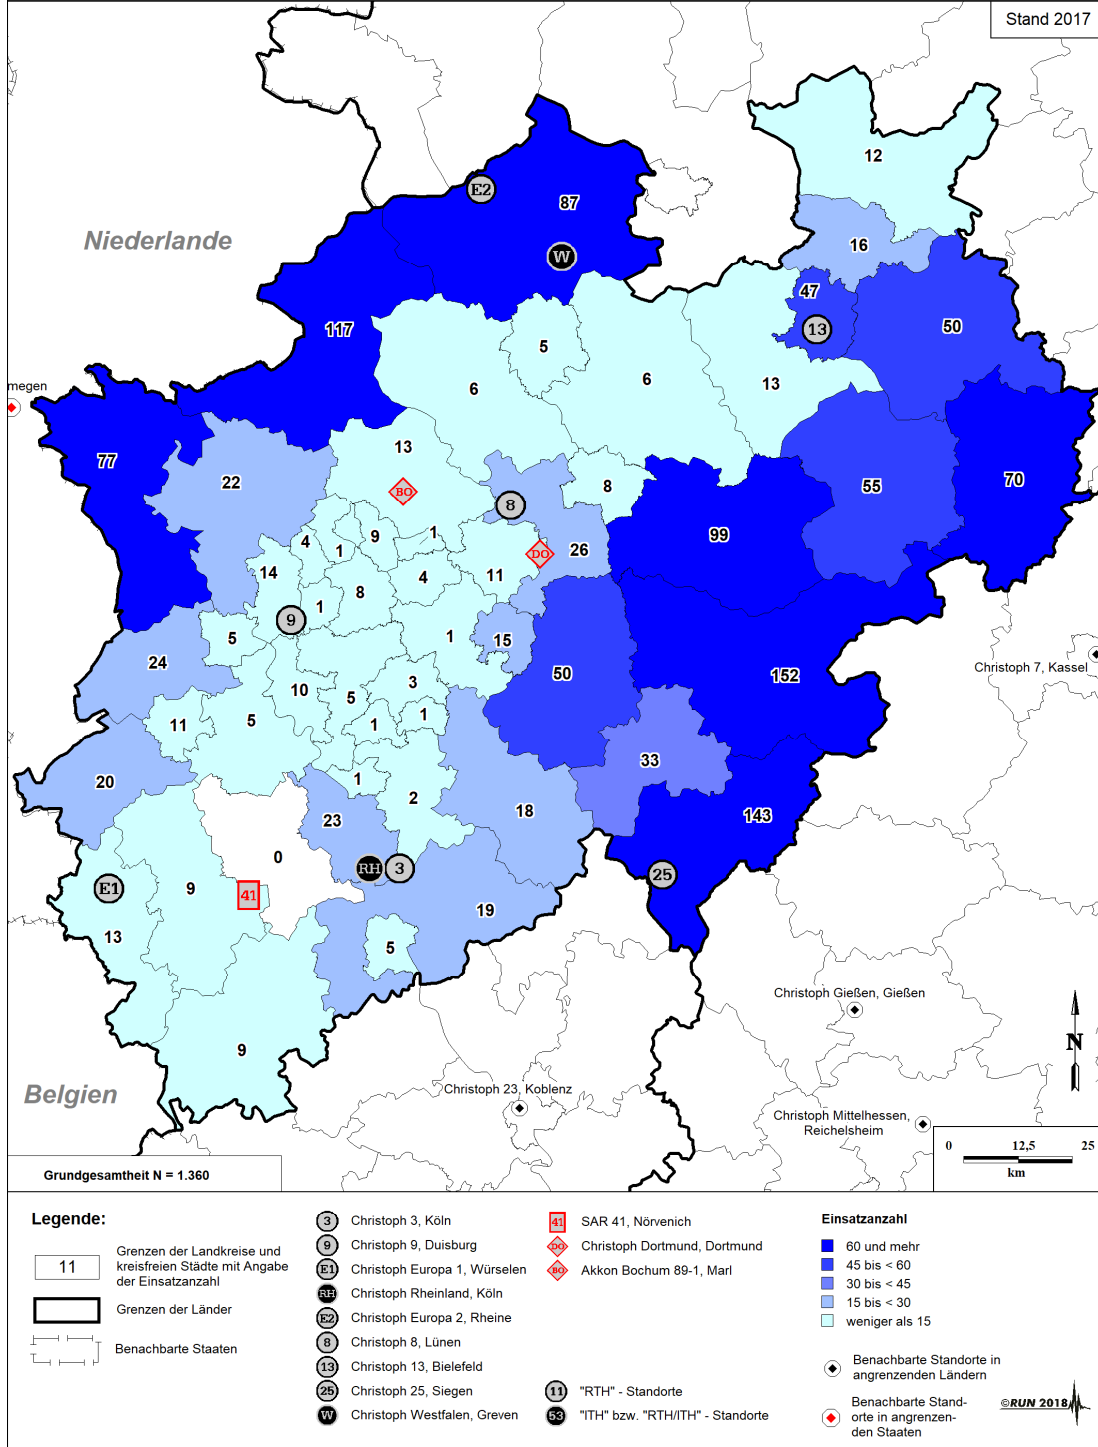 Stand 2017
12
E2
87
16
Niederlande
W
47
50
117
13
5
6
6
13
megen
13
77
22
8
55
70
BO
8
9
1
99
4
1
DO
26
14
4
11
8
1
9
5
1
15
24
Christoph 7, Kassel
50
152
3
10
5
1
5
11
1
33
20
1
2
18
143
23
0
RH
3
25
E1
9
41
19
13
5
Christoph Gießen, Gießen
N
9
Belgien
Christoph 23, Koblenz
Christoph Mittelhessen,
Reichelsheim
0 12,5 25
km
Grundgesamtheit N = 1.360
Legende:
11
Grenzen der Landkreise und
kreisfreien Städte mit Angabe
der Einsatzanzahl
Grenzen der Länder
Benachbarte Staaten
3 Christoph 3, Köln
9 Christoph 9, Duisburg
E1 Christoph Europa 1, Würselen
RH Christoph Rheinland, Köln
E2 Christoph Europa 2, Rheine
8 Christoph 8, Lünen
13 Christoph 13, Bielefeld
25 Christoph 25, Siegen
W Christoph Westfalen, Greven
41 SAR 41, Nörvenich
DO Christoph Dortmund, Dortmund
BO Akkon Bochum 89-1, Marl
11 "RTH" - Standorte
53 "ITH" bzw. "RTH/ITH" - Standorte
Einsatzanzahl
60 und mehr
45 bis < 60
30 bis < 45
15 bis < 30
weniger als 15
Benachbarte Standorte in
angrenzenden Ländern
Benachbarte Stand-
orte in angrenzen-
den Staaten
©RUN 2018